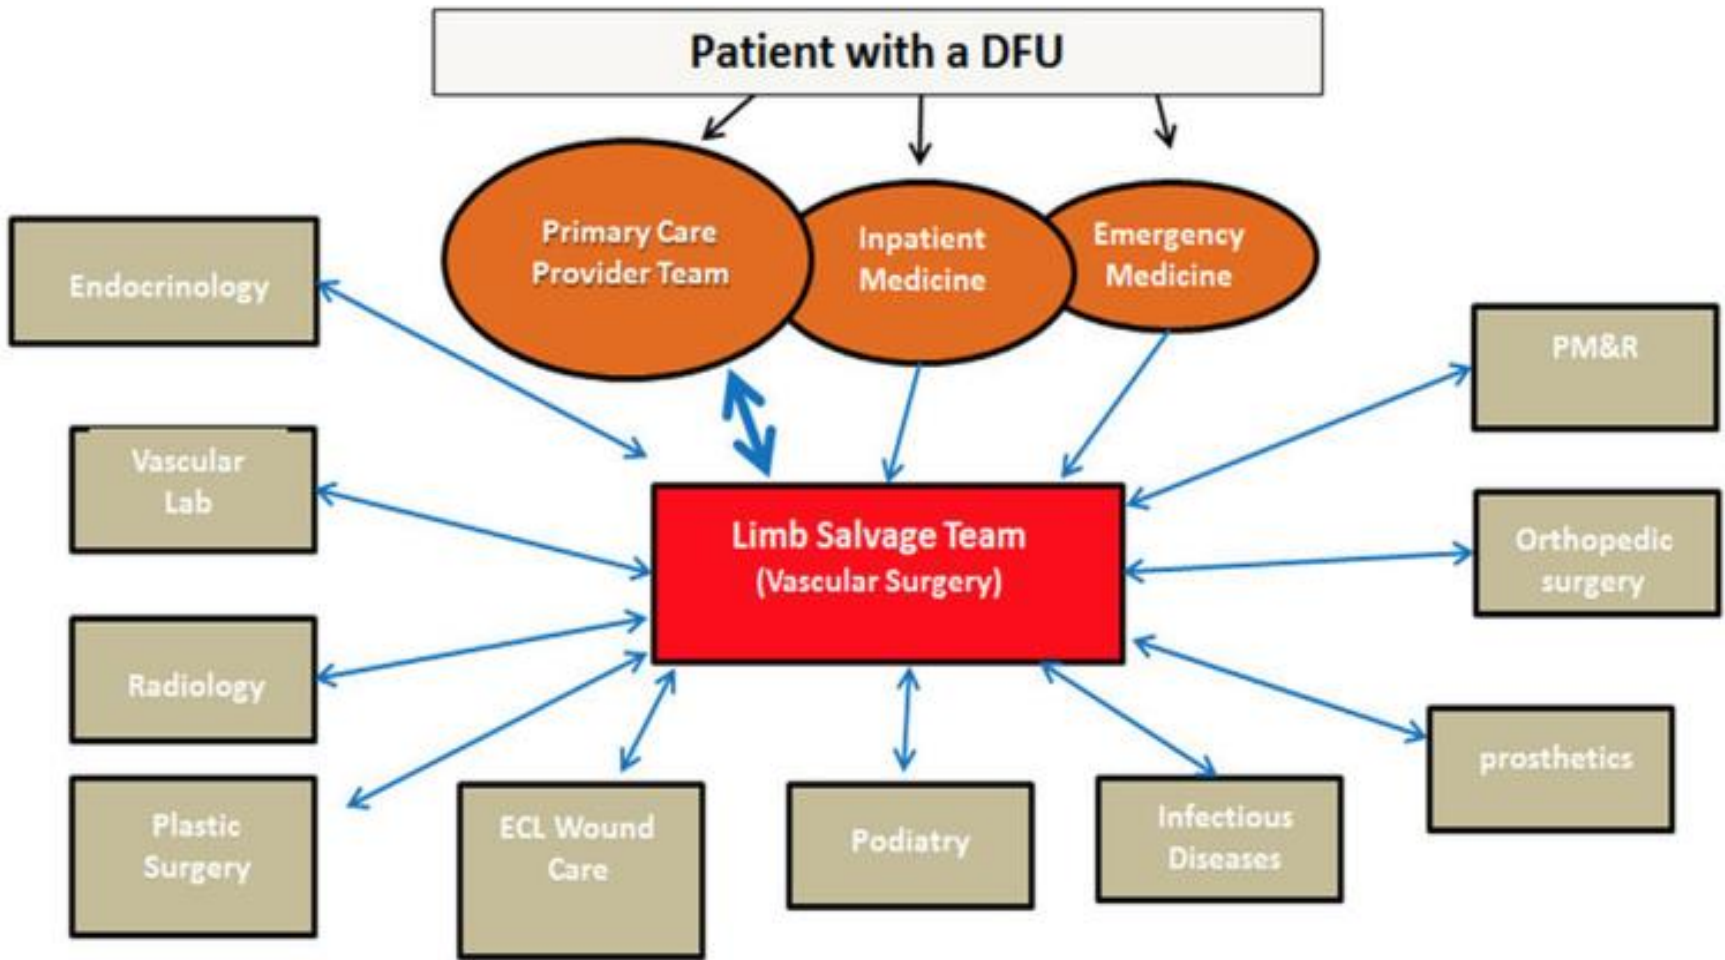 Patient with a DFU
Primary Care
Provider Team
Inpatient
Medicine
Emergency
Medicine
Endocrinology
PM&R
Vascular
Lab
Limb Salvage Team
(Vascular Surgery)
Orthopedic
surgery
Radiology
prosthetics
Plastic
Surgery
ECL Wound
Care
Podiatry
Infectious
Diseases